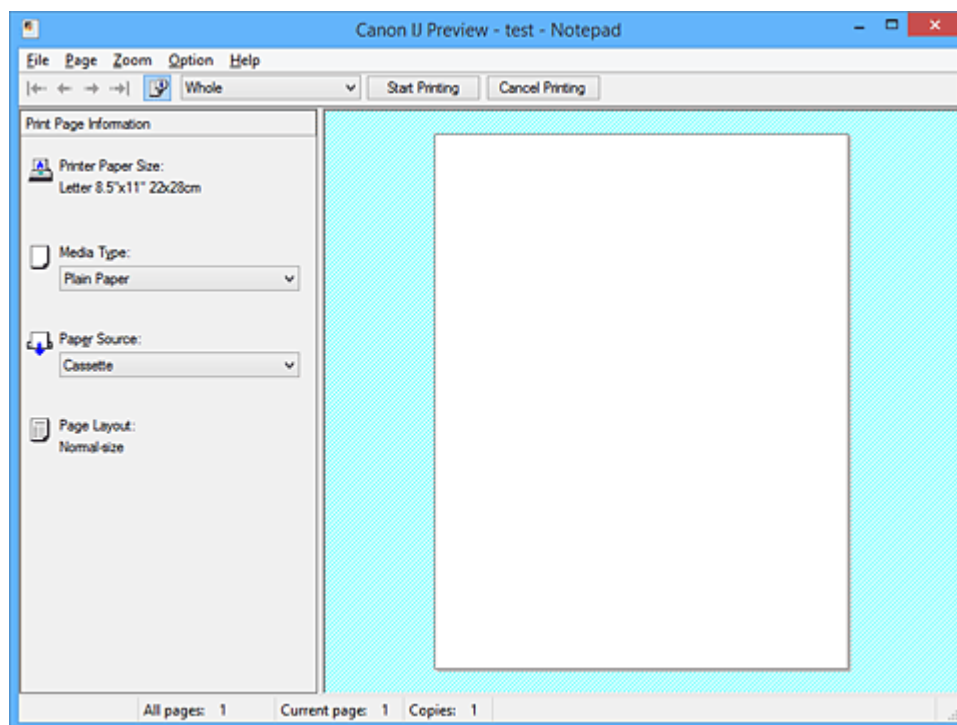 Canon IJ Preview - test - Notepad
File Page Zoom Option Help
Whole Start Printing Cancel Printing
Print Page Information
Printer Paper Size:
Letter 8.5"x11" 22x28cm
Media Type:
Plain Paper
Paper Source:
Cassette
Page Layout:
Normal-size
All pages: 1 Current page: 1 Copies: 1